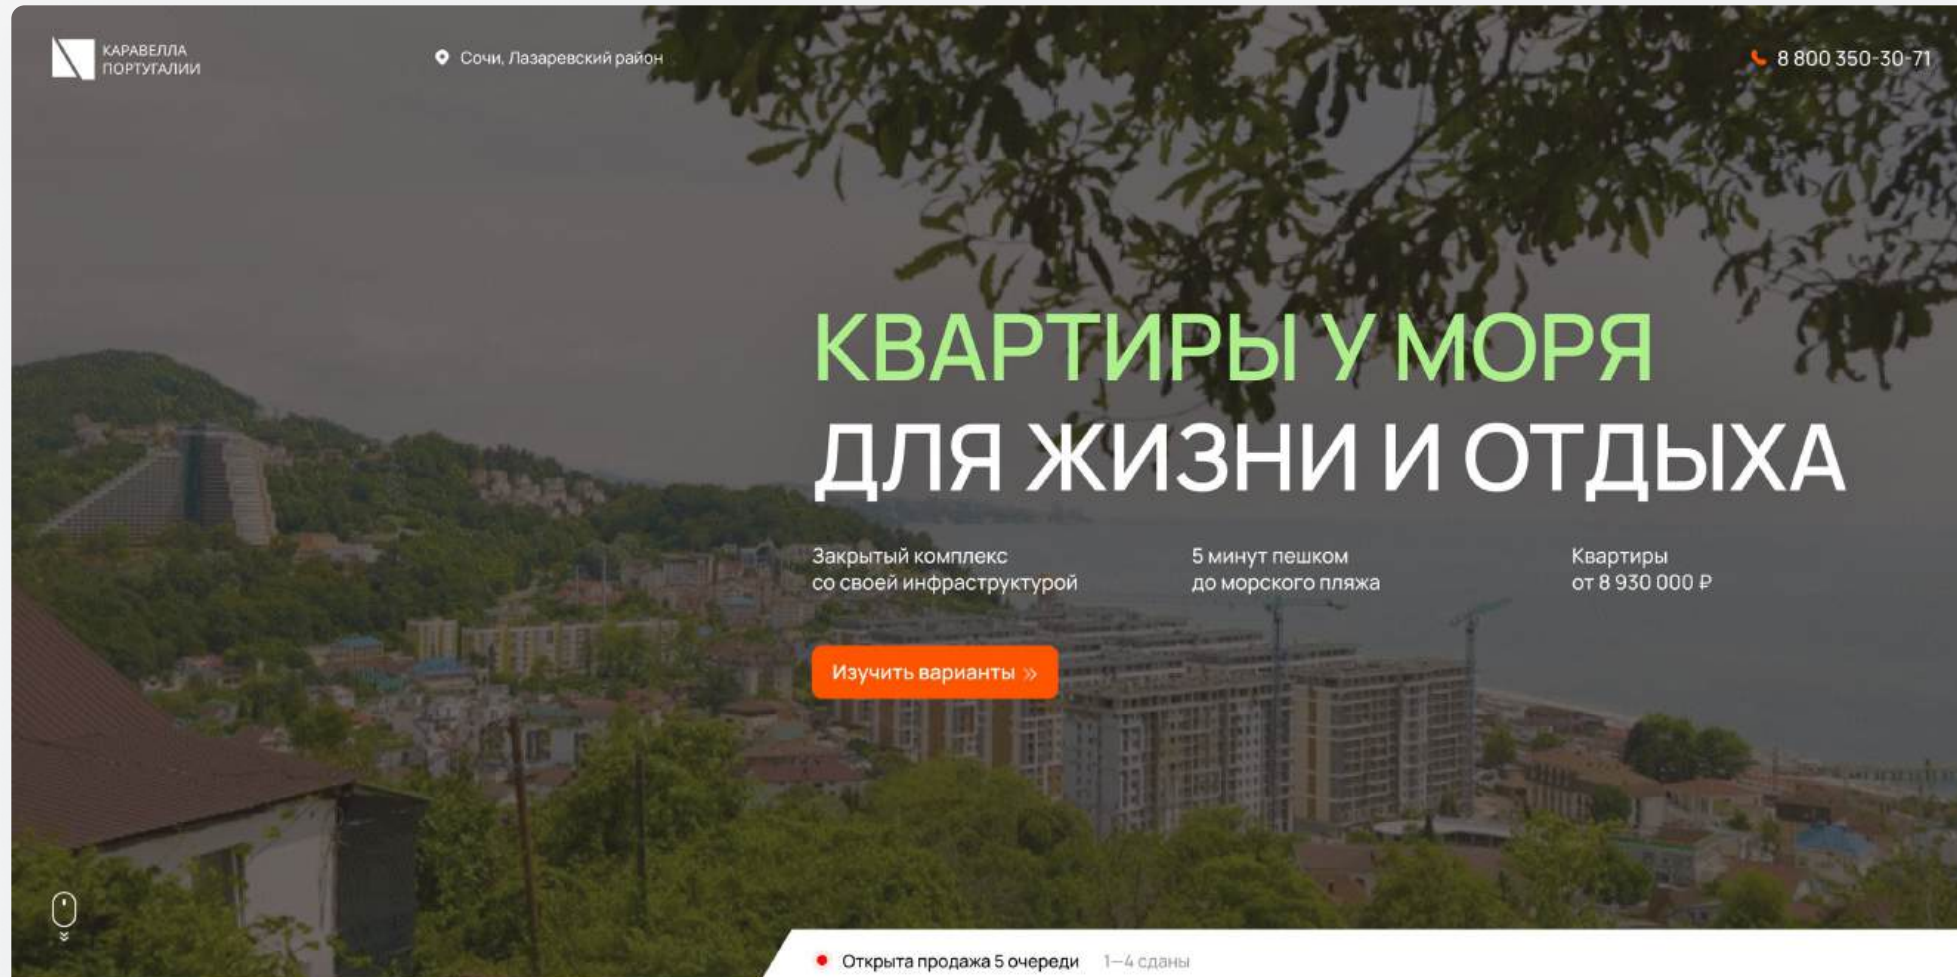 КАРАВЕЛЛА
ПОРТУГАЛИИ
Сочи, Лазаревский район
8 800 350-30-71
КВАРТИРЫ У МОРЯ
ДЛЯ ЖИЗНИ И ОТДЫХА
Закрытый комплекс
со своей инфраструктурой
5 минут пешком
до морского пляжа
Квартиры
от 8 930 000 ₽
Изучить варианты »
Открыта продажа 5 очереди
1—4 сданы